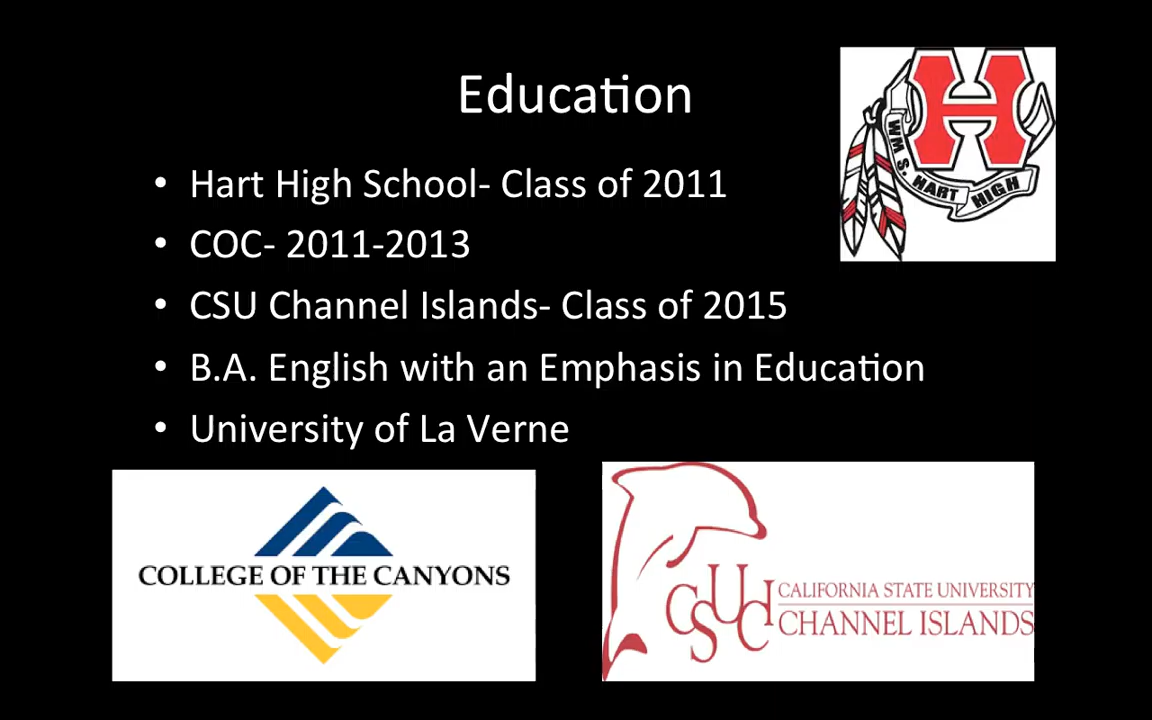 Education
• Hart High School- Class of 2011
• COC- 2011-2013
• CSU Channel Islands- Class of 2015
• B.A. English with an Emphasis in Education
• University of La Verne
H
WM S. HART HIGH
COLLEGE OF THE CANYONS
CSUCI
CALIFORNIA STATE UNIVERSITY
CHANNEL ISLANDS